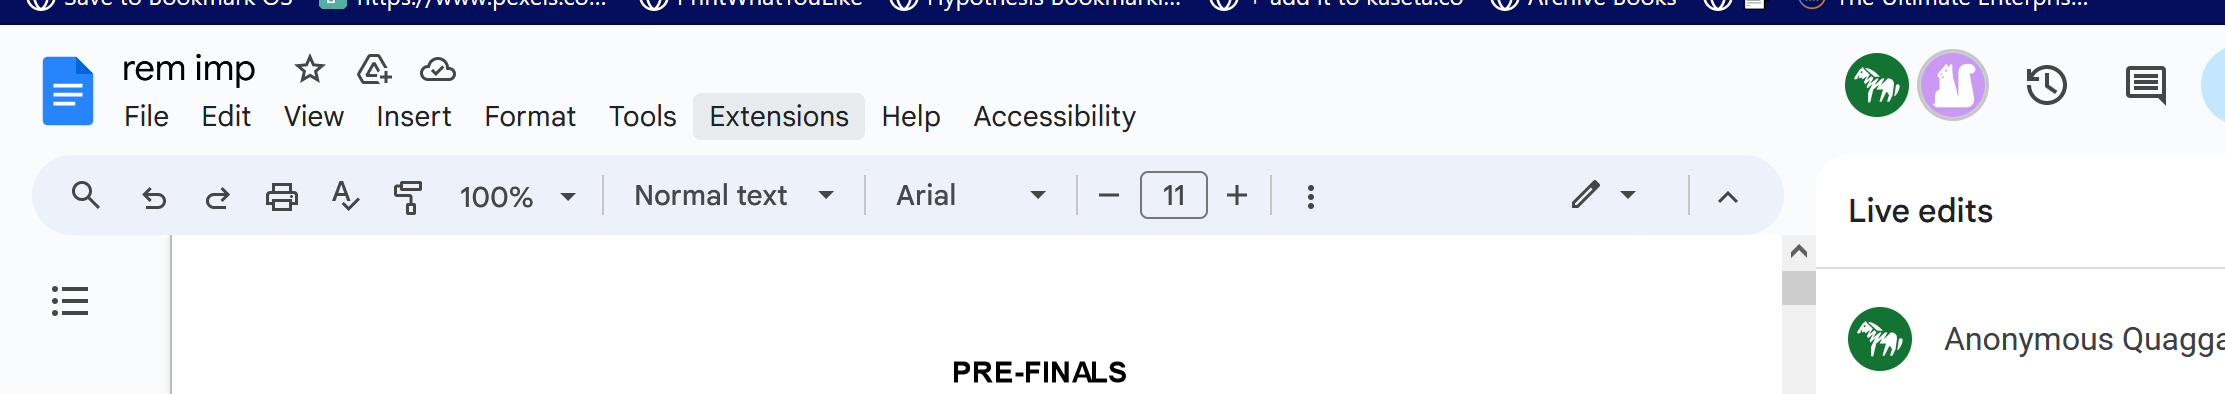 Save to Bookmark OS https://www.pexels.co... PrintWhatYouLike Hypothesis Bookmarkl... + add it to kaseta.co Archive Books The Ultimate Enterpris...
rem imp
File Edit View Insert Format Tools Extensions Help Accessibility
100% Normal text Arial 11
Live edits
Anonymous Quagga
PRE-FINALS